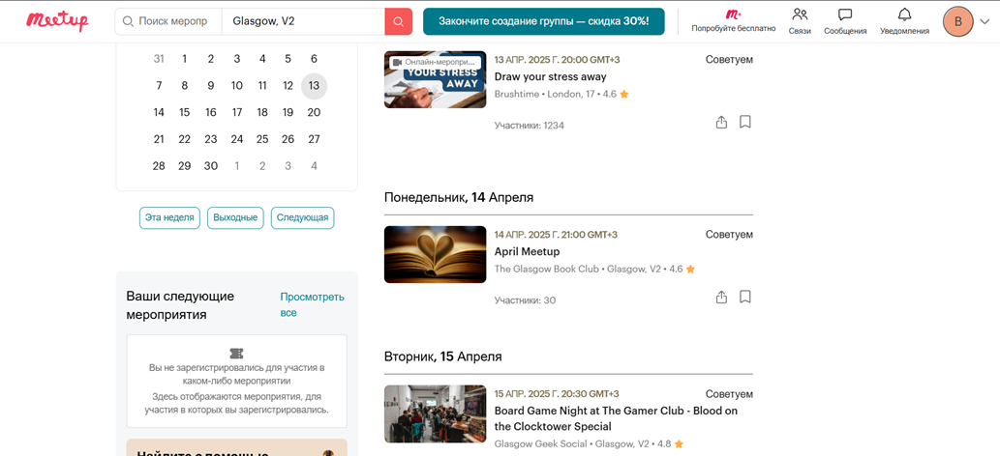 meetup
Поиск меропр
Glasgow, V2
Закончите создание группы — скидка 30%!
Попробуйте бесплатно
Связи
Сообщения
Уведомления
B
31 1 2 3 4 5 6
7 8 9 10 11 12 13
14 15 16 17 18 19 20
21 22 23 24 25 26 27
28 29 30 1 2 3 4
Эта неделя
Выходные
Следующая
Ваши следующие
мероприятия
Просмотреть
все
Вы не зарегистрировались для участия в
каком-либо мероприятии
Здесь отображаются мероприятия, для
участия в которых вы зарегистрировались.
Онлайн-меропри...
YOUR STRESS
AWAY
13 АПР. 2025 Г. 20:00 GMT+3
Советуем
Draw your stress away
Brushtime • London, 17 • 4.6
Участники: 1234
Понедельник, 14 Апреля
14 АПР. 2025 Г. 21:00 GMT+3
Советуем
April Meetup
The Glasgow Book Club • Glasgow, V2 • 4.6
Участники: 30
Вторник, 15 Апреля
15 АПР. 2025 Г. 20:30 GMT+3
Советуем
Board Game Night at The Gamer Club - Blood on
the Clocktower Special
Glasgow Geek Social • Glasgow, V2 • 4.8